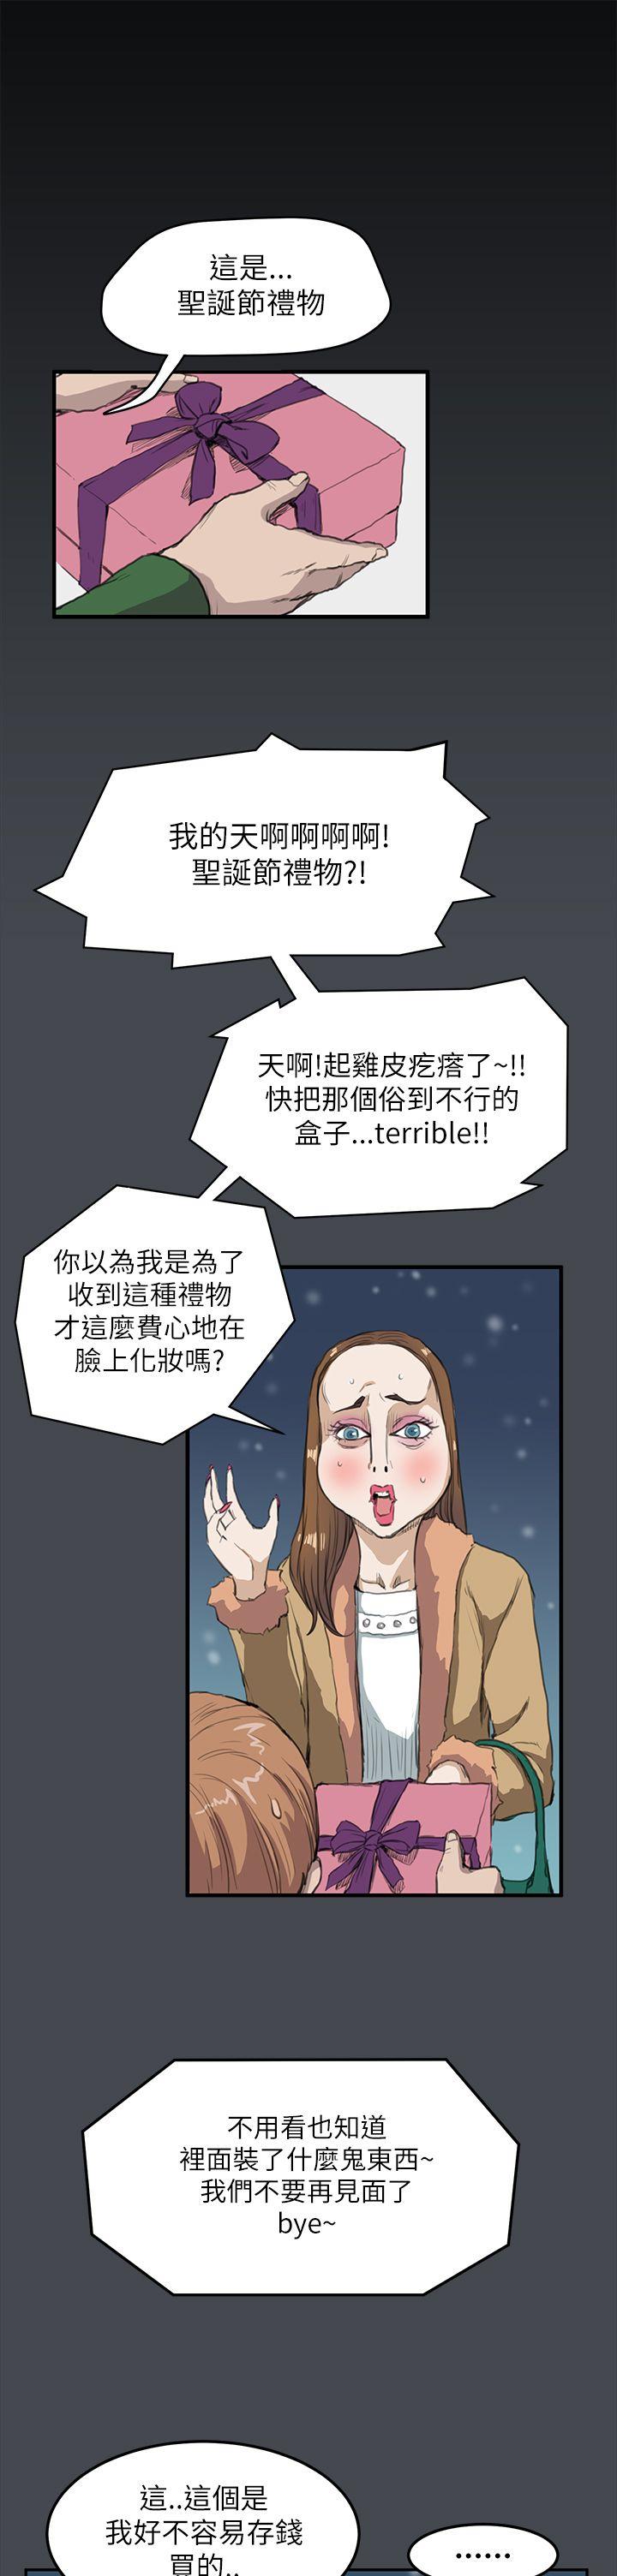 這是...
聖誕節禮物
我的天啊啊啊啊!
聖誕節禮物?!
天啊!起雞皮疙瘩了~!!
快把那個俗到不行的
盒子...terrible!!
你以為我是為了
收到這種禮物
才這麼費心地在
臉上化妝嗎?
不用看也知道
裡面裝了什麼鬼東西~
我們不要再見面了
bye~
這..這個是
我好不容易存錢
買的..
......